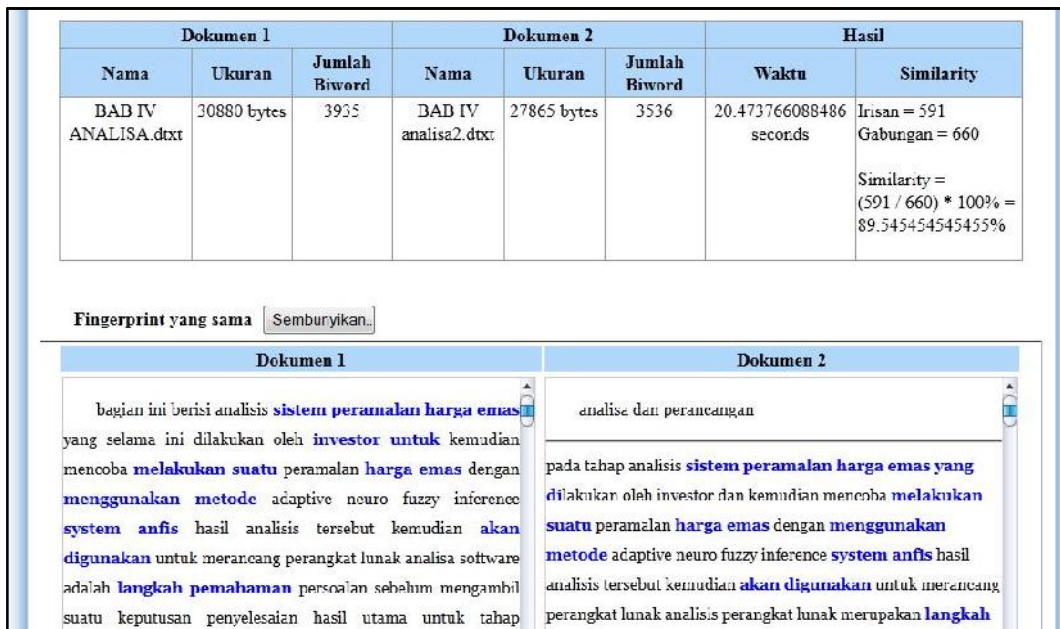 Dokumen 1 Dokumen 2 Hasil
Nama Ukuran Jumlah Biword Nama Ukuran Jumlah Biword Waktu Similarity
BAB IV 30880 bytes 3935 BAB IV 27865 bytes 3536 20.473766088486 Irisan = 591
ANALISA.dtxt analisa2.dtxt seconds Gabungan = 660
Similarity =
(591 / 660) * 100% =
89.545454545455%
Fingerprint yang sama Sembunyikan..
Dokumen 1
bagian ini berisi analisis sistem peramalan harga emas
yang selama ini dilakukan oleh investor untuk kemudian
mencoba melakukan suatu peramalan harga emas dengan
menggunakan metode adaptive neuro fuzzy inference
system anfis hasil analisis tersebut kemudian akan
digunakan untuk merancang perangkat lunak analisa software
adalah langkah pemahaman persoalan sebelum mengambil
suatu keputusan penyelesaian hasil utama untuk tahap
Dokumen 2
analisa dan perancangan
pada tahap analisis sistem peramalan harga emas yang
dilakukan oleh investor dan kemudian mencoba melakukan
suatu peramalan harga emas dengan menggunakan
metode adaptive neuro fuzzy inference system anfis hasil
analisis tersebut kemudian akan digunakan untuk merancang
perangkat lunak analisis perangkat lunak merupakan langkah